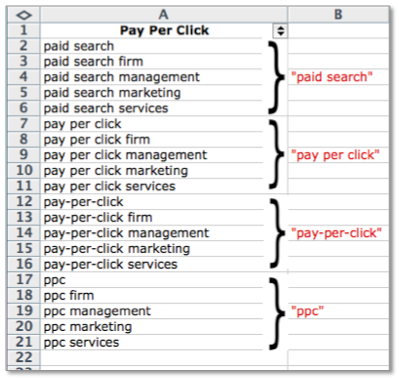 A B
1 Pay Per Click
2 paid search
3 paid search firm
4 paid search management "paid search"
5 paid search marketing
6 paid search services
7 pay per click
8 pay per click firm
9 pay per click management "pay per click"
10 pay per click marketing
11 pay per click services
12 pay-per-click
13 pay-per-click firm
14 pay-per-click management "pay-per-click"
15 pay-per-click marketing
16 pay-per-click services
17 ppc
18 ppc firm
19 ppc management "ppc"
20 ppc marketing
21 ppc services
22